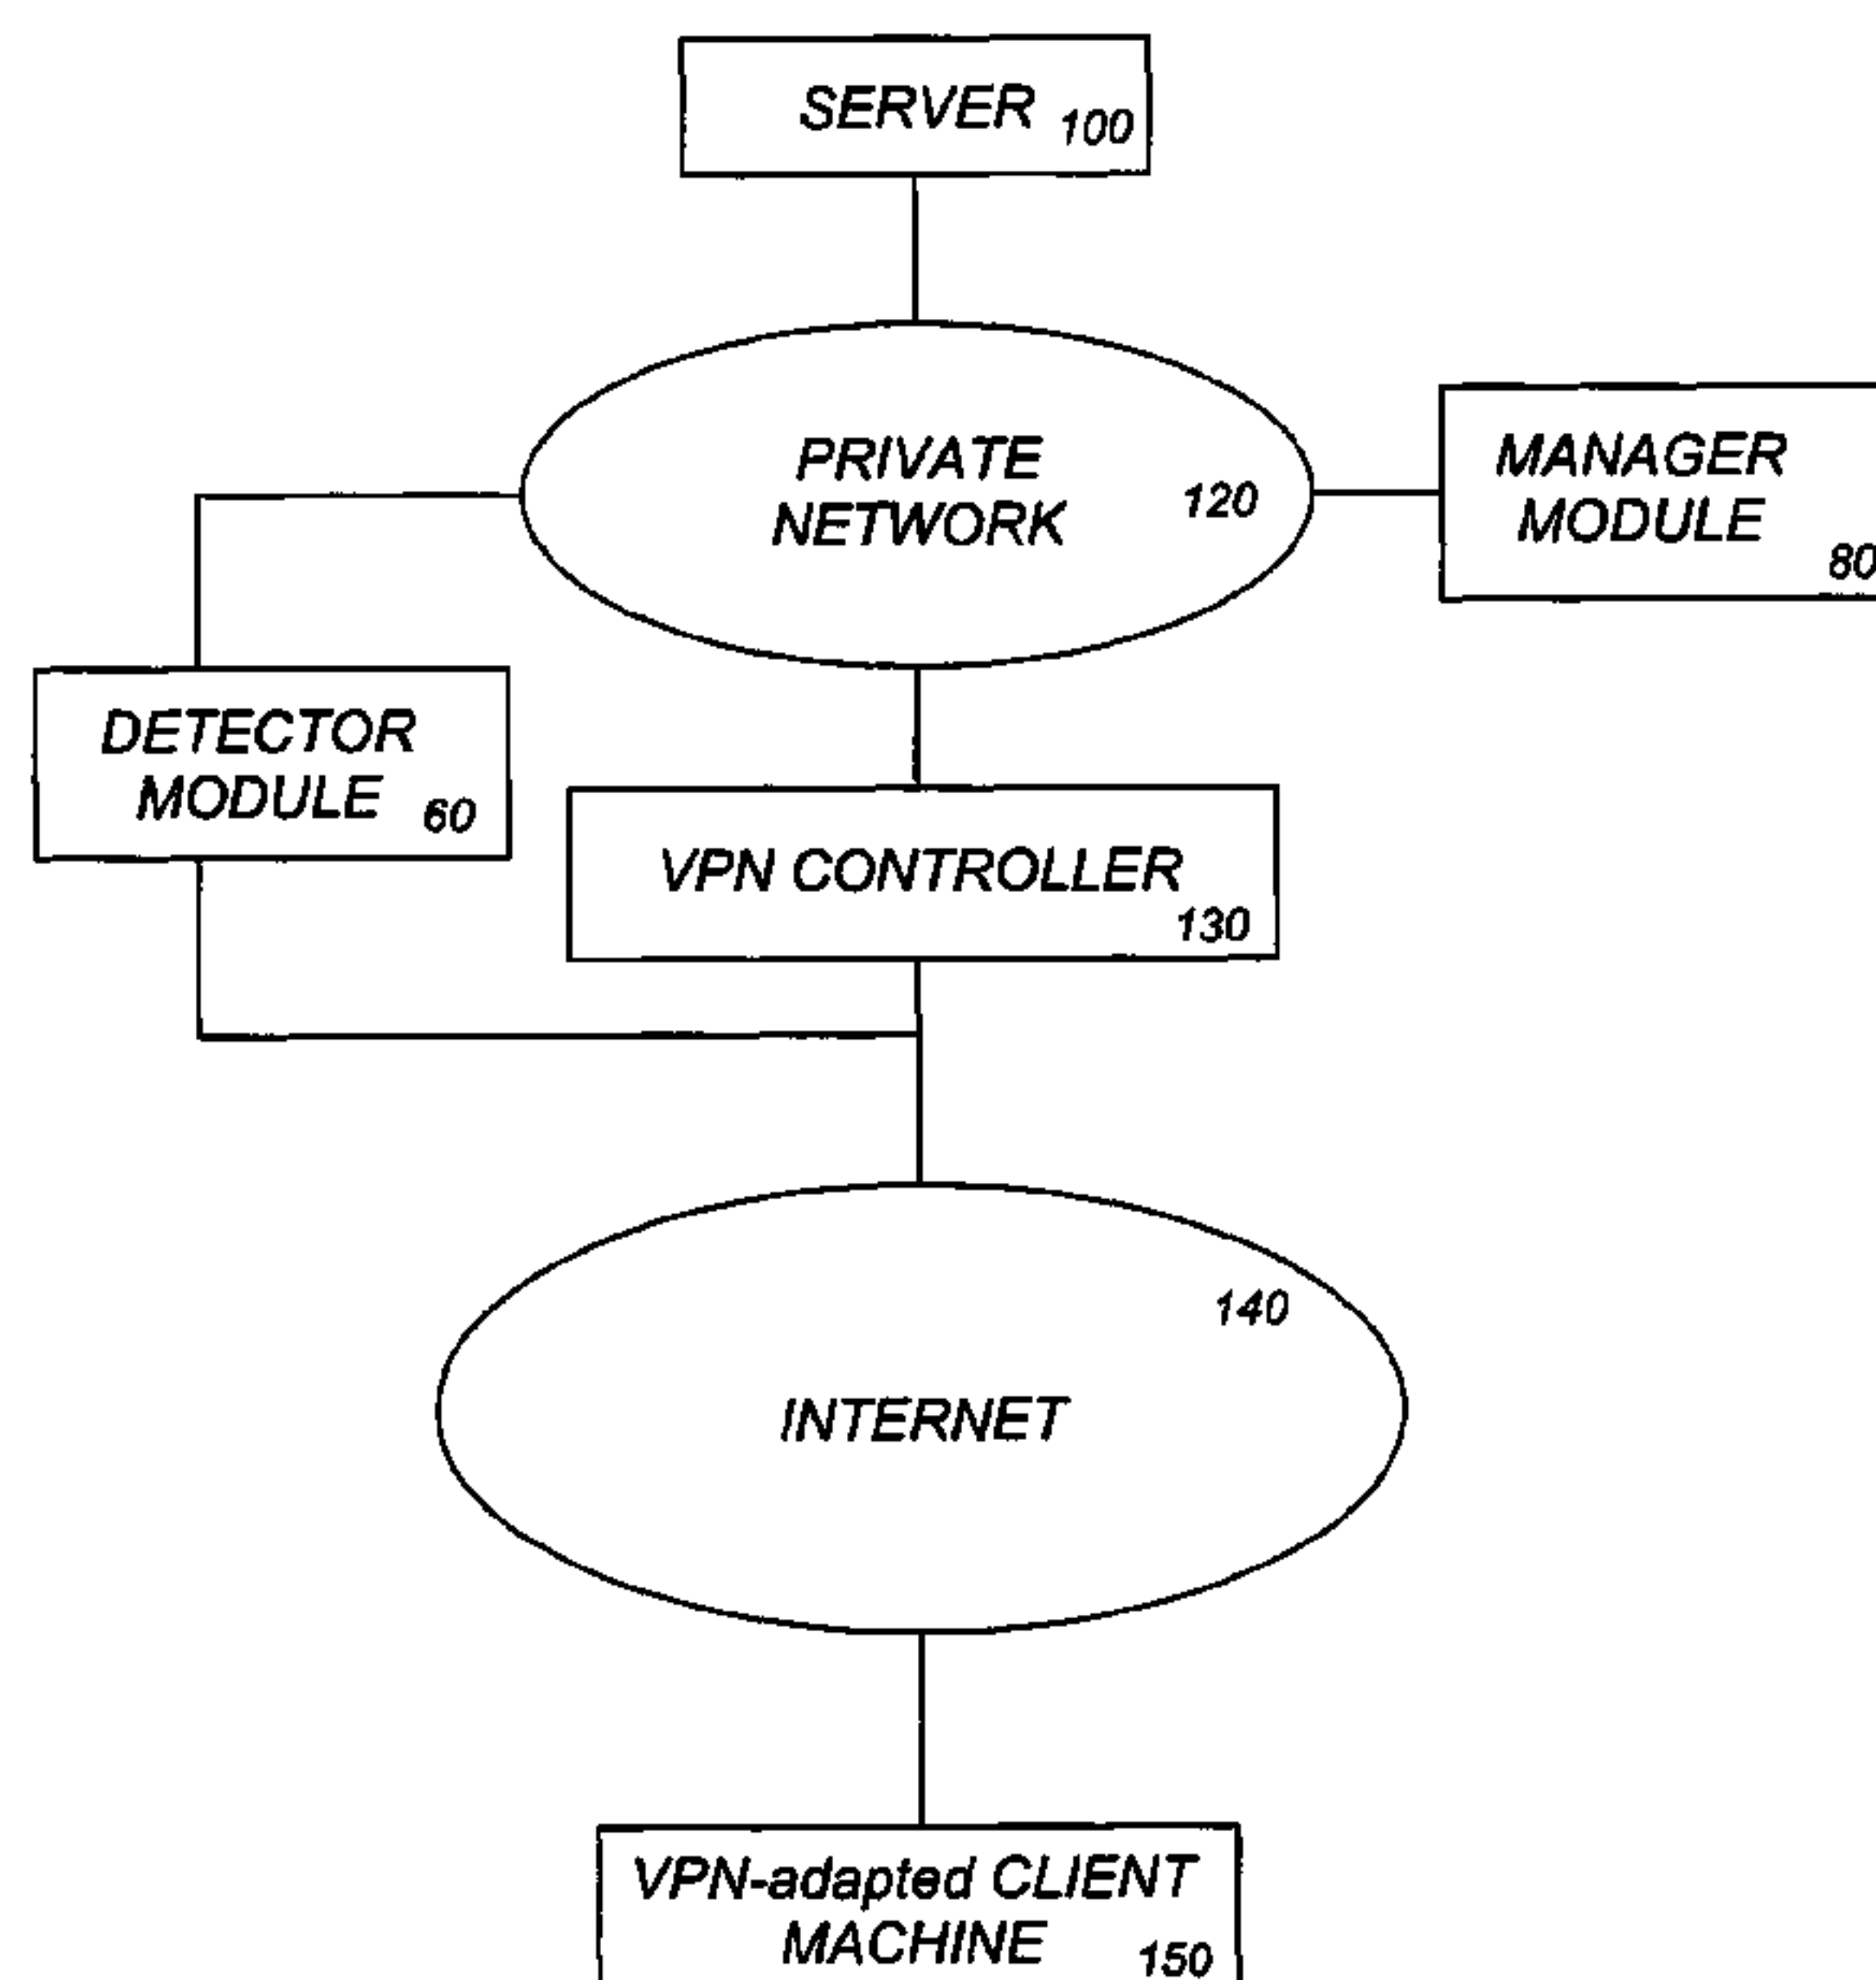 SERVER 100
PRIVATE
NETWORK 120
MANAGER
MODULE
80
DETECTOR
MODULE 60
VPN CONTROLLER
130
140
INTERNET
VPN-adapted CLIENT
MACHINE 150